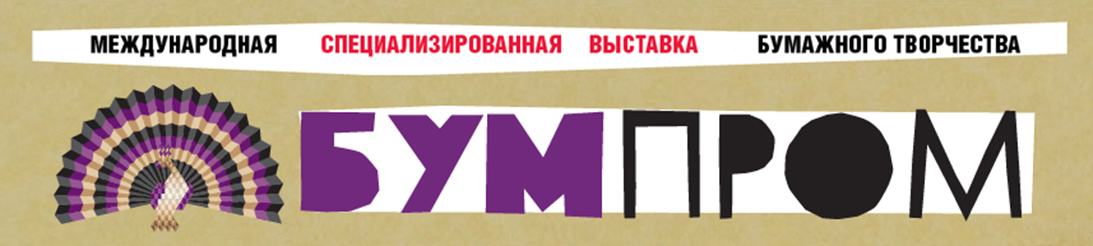 МЕЖДУНАРОДНАЯ СПЕЦИАЛИЗИРОВАННАЯ ВЫСТАВКА БУМАЖНОГО ТВОРЧЕСТВА
БУМПРОМ